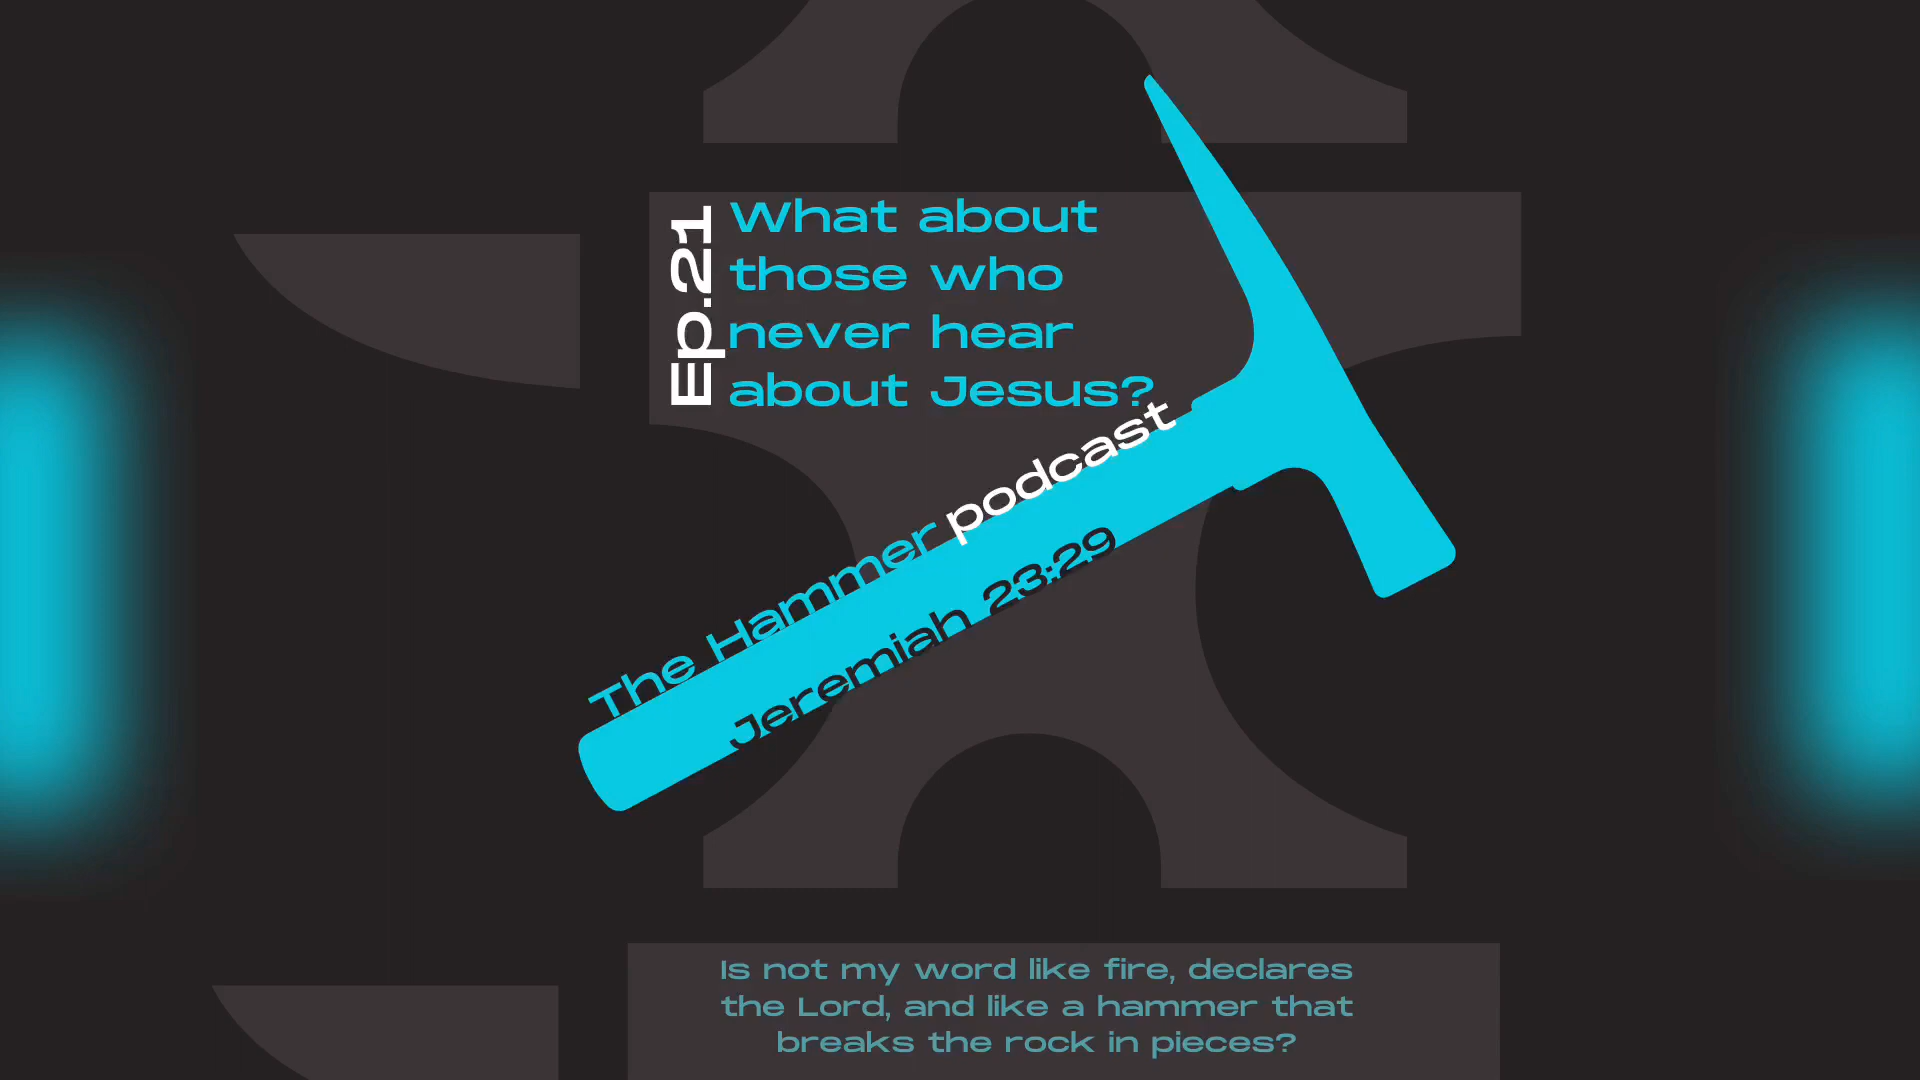 Ep.21
What about
those who
never hear
about Jesus?
The Hammer podcast
Jeremiah 23:29
Is not my word like fire, declares
the Lord, and like a hammer that
breaks the rock in pieces?